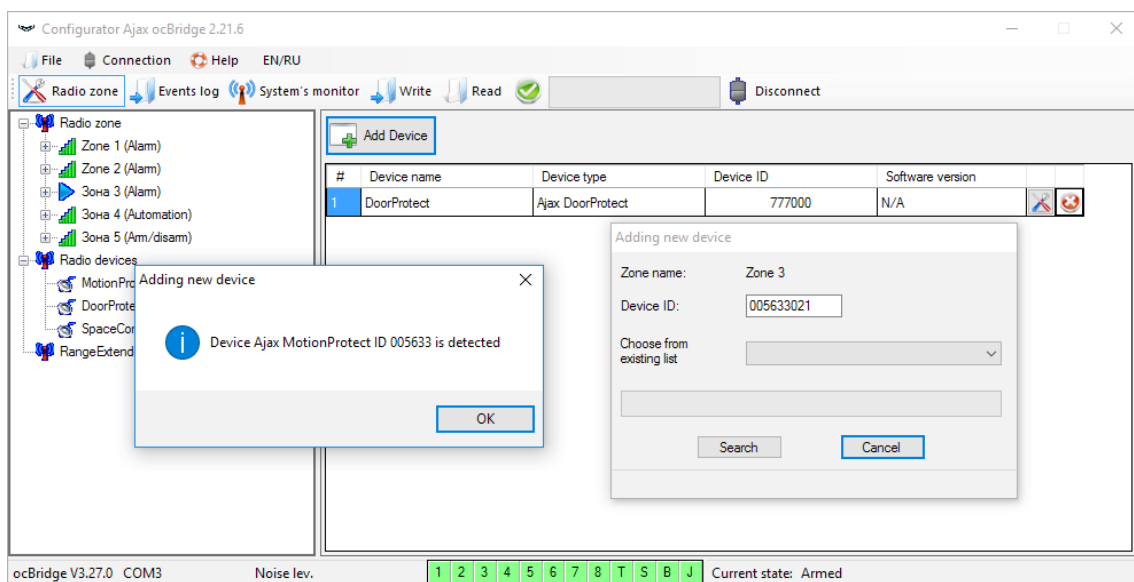 Configurator Ajax ocBridge 2.21.6
File Connection Help EN/RU
Radio zone Events log System's monitor Write Read Disconnect
Radio zone
Zone 1 (Alarm)
Zone 2 (Alarm)
Зона 3 (Alarm)
Зона 4 (Automation)
Зона 5 (Arm/disarm)
Radio devices
MotionPro
DoorProte
SpaceCor
RangeExtend
Add Device
# Device name Device type Device ID Software version
1 DoorProtect Ajax DoorProtect 777000 N/A
Adding new device
Device Ajax MotionProtect ID 005633 is detected
OK
Adding new device
Zone name: Zone 3
Device ID: 005633021
Choose from
existing list
Search Cancel
ocBridge V3.27.0 COM3 Noise lev. 1 2 3 4 5 6 7 8 T S B J Current state: Armed